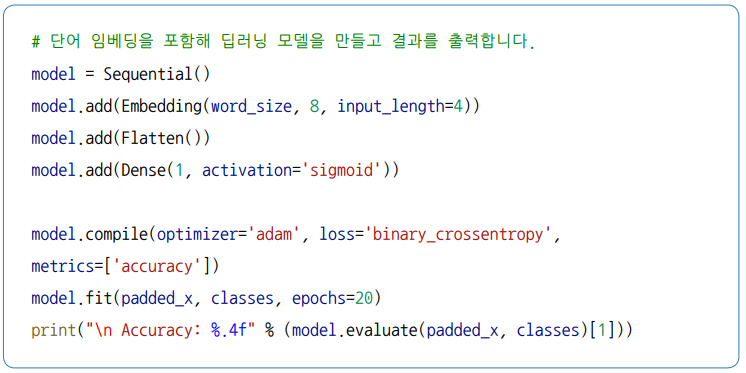 # 단어 임베딩을 포함해 딥러닝 모델을 만들고 결과를 출력합니다.
model = Sequential()
model.add(Embedding(word_size, 8, input_length=4))
model.add(Flatten())
model.add(Dense(1, activation='sigmoid'))
model.compile(optimizer='adam', loss='binary_crossentropy',
metrics=['accuracy'])
model.fit(padded_x, classes, epochs=20)
print("\n Accuracy: %.4f" % (model.evaluate(padded_x, classes)[1]))